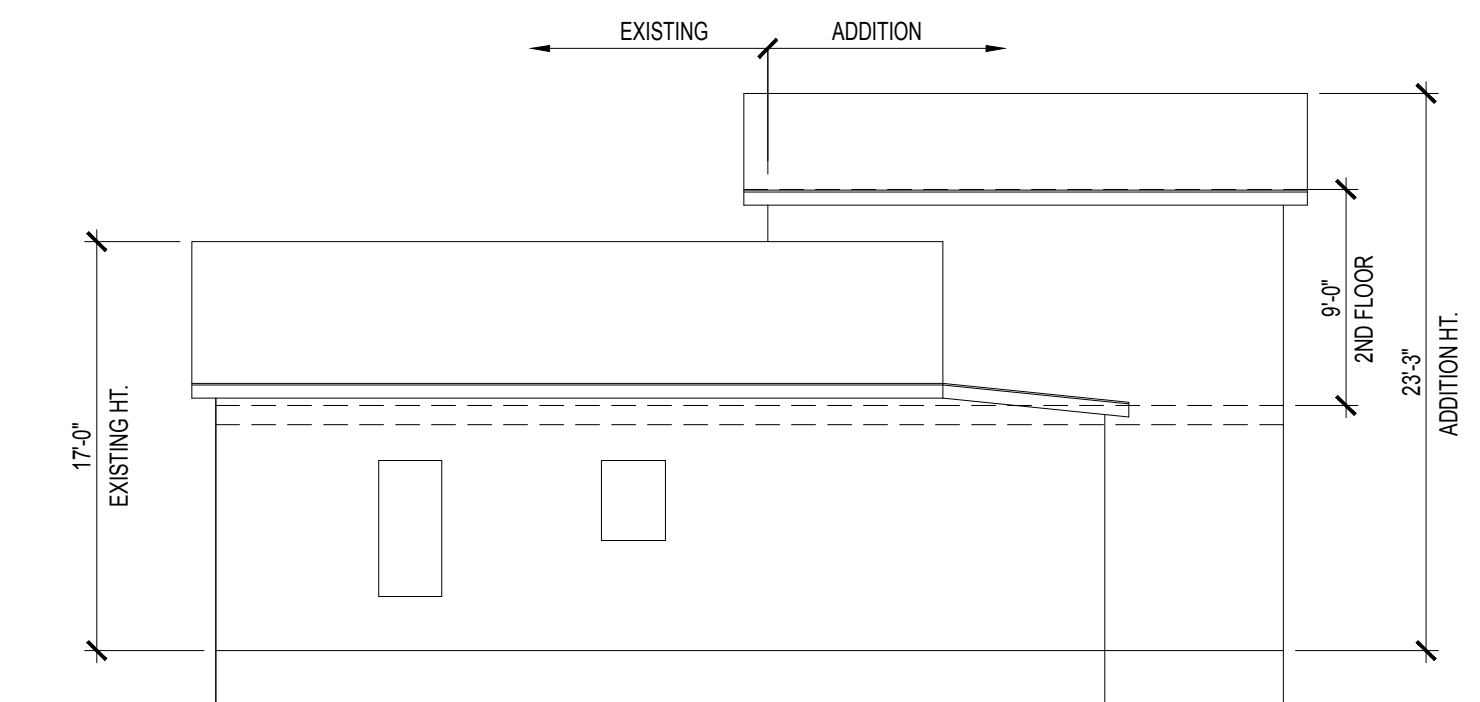 EXISTING
ADDITION
17'-0"
EXISTING HT.
9'-0"
2ND FLOOR
23'-3"
ADDITION HT.